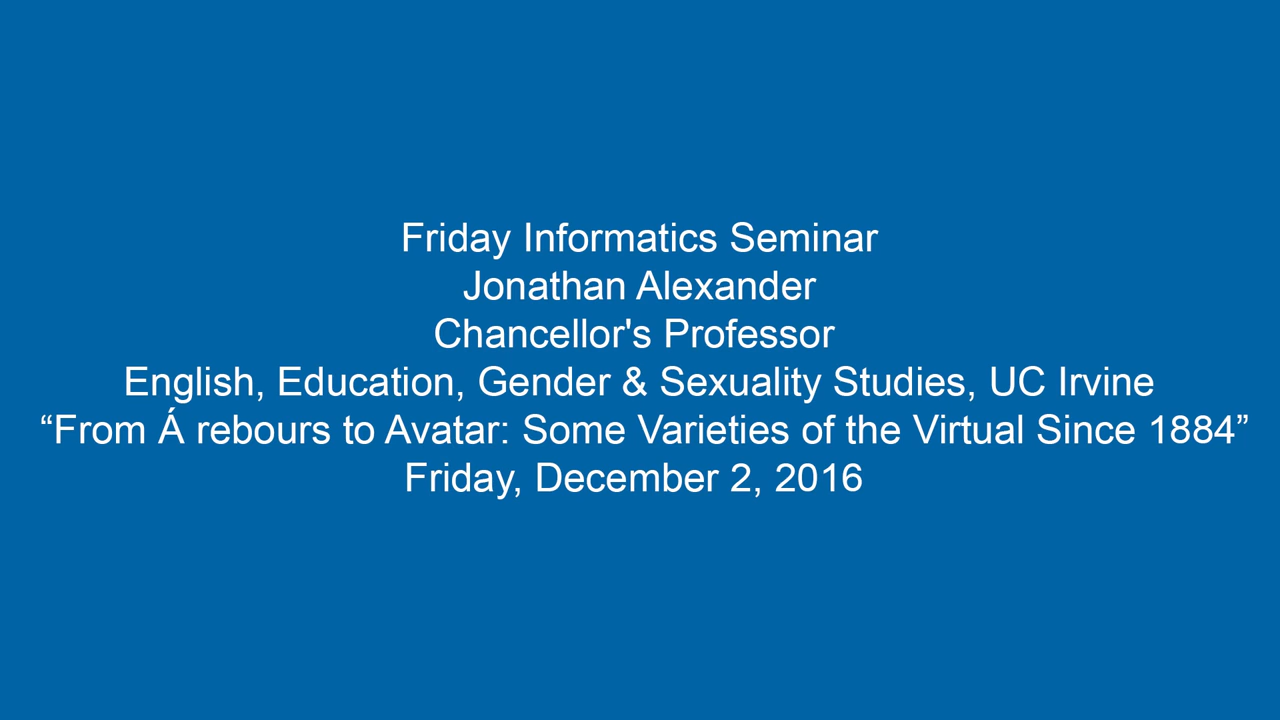 Friday Informatics Seminar
Jonathan Alexander
Chancellor's Professor
English, Education, Gender & Sexuality Studies, UC Irvine
“From Á rebours to Avatar: Some Varieties of the Virtual Since 1884”
Friday, December 2, 2016